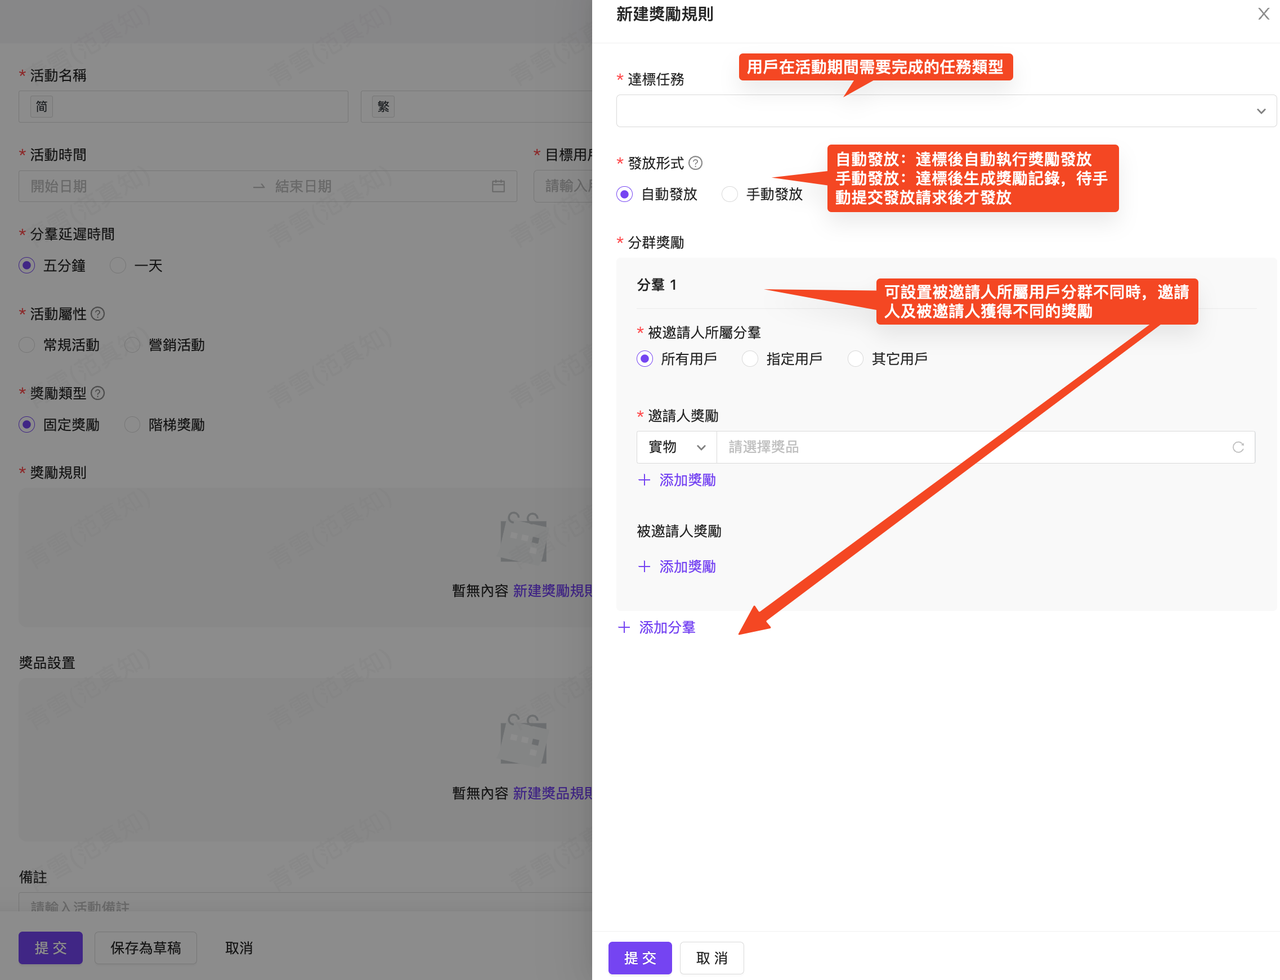 * 活動名稱
简
繁
* 活動時間
* 目標用戶
開始日期
結束日期
請輸入
* 分羣延遲時間
五分鐘
一天
* 活動屬性
常規活動
營銷活動
* 獎勵類型
固定獎勵
階梯獎勵
* 獎勵規則
暫無內容 新建獎勵規則
獎品設置
暫無內容 新建獎品規則
備註
請輸入活動備註
提 交
保存為草稿
取消
新建獎勵規則
用戶在活動期間需要完成的任務類型
* 達標任務
* 發放形式
自動發放
手動發放
自動發放：達標後自動執行獎勵發放
手動發放：達標後生成獎勵記錄，待手
動提交發放請求後才發放
* 分群獎勵
分羣 1
可設置被邀請人所屬用戶分群不同時，邀請
人及被邀請人獲得不同的獎勵
* 被邀請人所屬分羣
所有用戶
指定用戶
其它用戶
* 邀請人獎勵
實物
請選擇獎品
+ 添加獎勵
被邀請人獎勵
+ 添加獎勵
+ 添加分羣
提 交
取 消